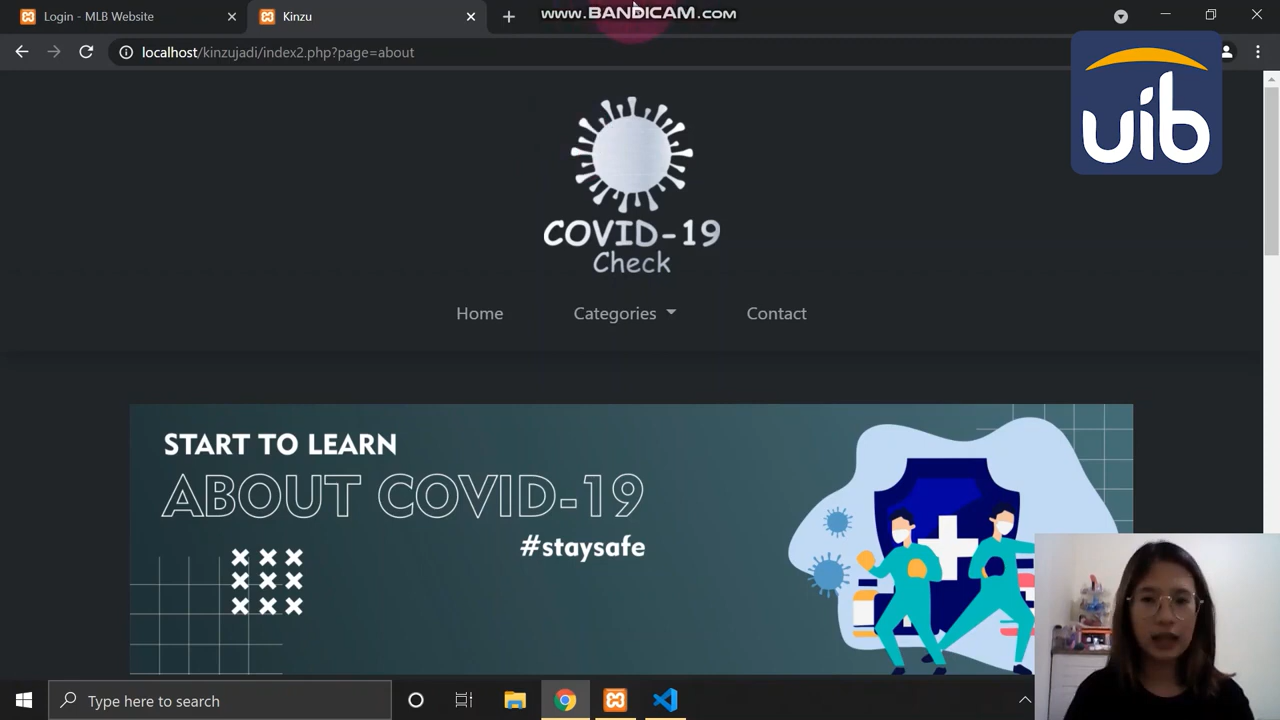 Login - MLB Website
Kinzu
www.BANDICAM.com
localhost/kinzujadi/index2.php?page=about
uib
COVID-19
Check
Home
Categories
Contact
START TO LEARN
ABOUT COVID-19
#staysafe
Type here to search